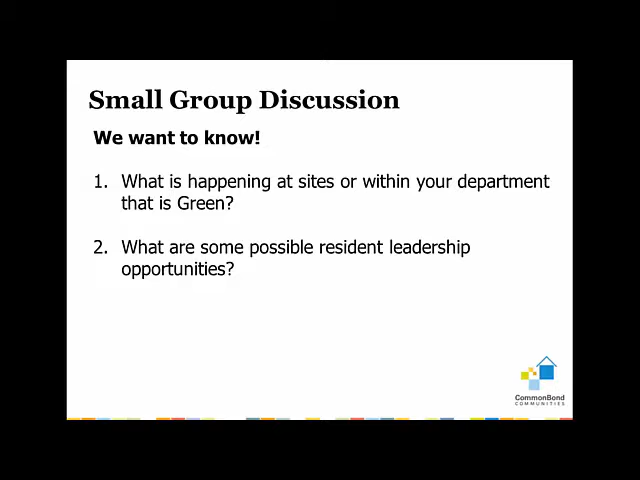 Small Group Discussion
We want to know!
1. What is happening at sites or within your department
that is Green?
2. What are some possible resident leadership
opportunities?
CommonBond
COMMUNITIES